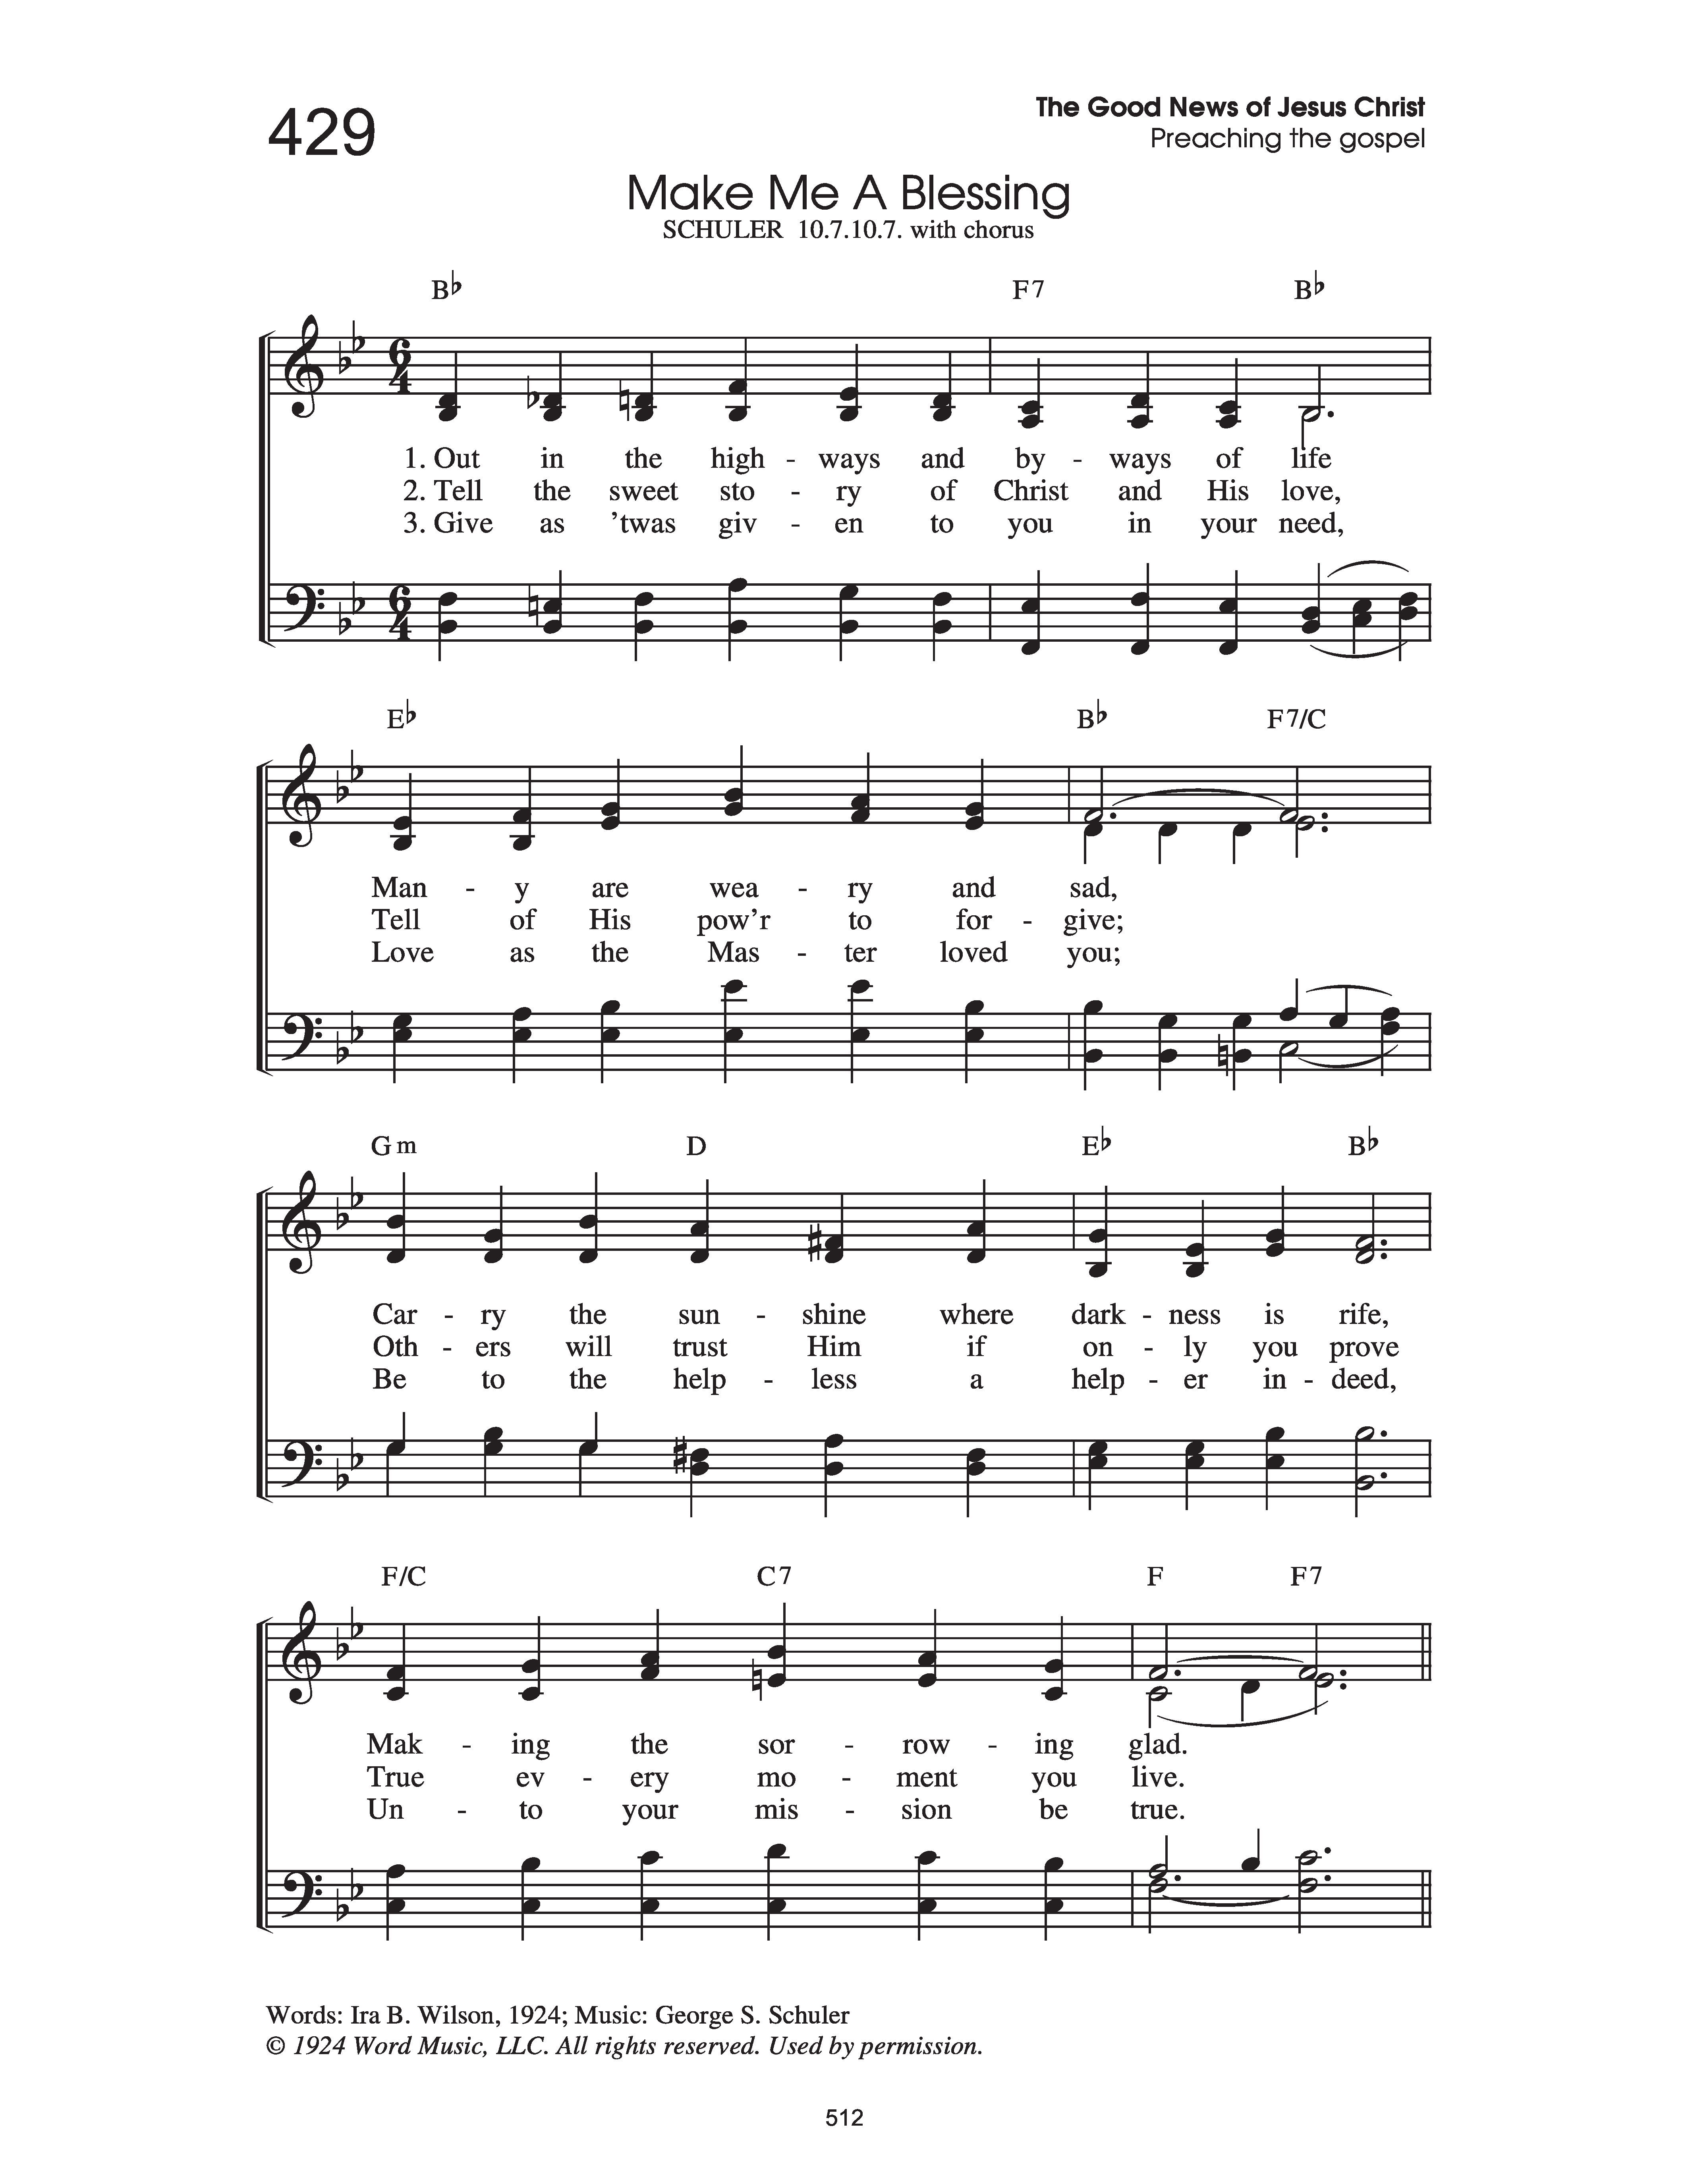 429
The Good News of Jesus Christ
Preaching the gospel
Make Me A Blessing
SCHULER 10.7.10.7. with chorus
B♭ F7 B♭
1. Out in the high - ways and by - ways of life
2. Tell the sweet sto - ry of Christ and His love,
3. Give as ’twas giv - en to you in your need,
E♭ B♭ F7/C
Man - y are wea - ry and sad,
Tell of His pow’r to for - give;
Love as the Mas - ter loved you;
Gm D E♭ B♭
Car - ry the sun - shine where dark - ness is rife,
Oth - ers will trust Him if on - ly you prove
Be to the help - less a help - er in - deed,
F/C C7 F F7
Mak - ing the sor - row - ing glad.
True ev - ery mo - ment you live.
Un - to your mis - sion be true.
Words: Ira B. Wilson, 1924; Music: George S. Schuler
© 1924 Word Music, LLC. All rights reserved. Used by permission.
512